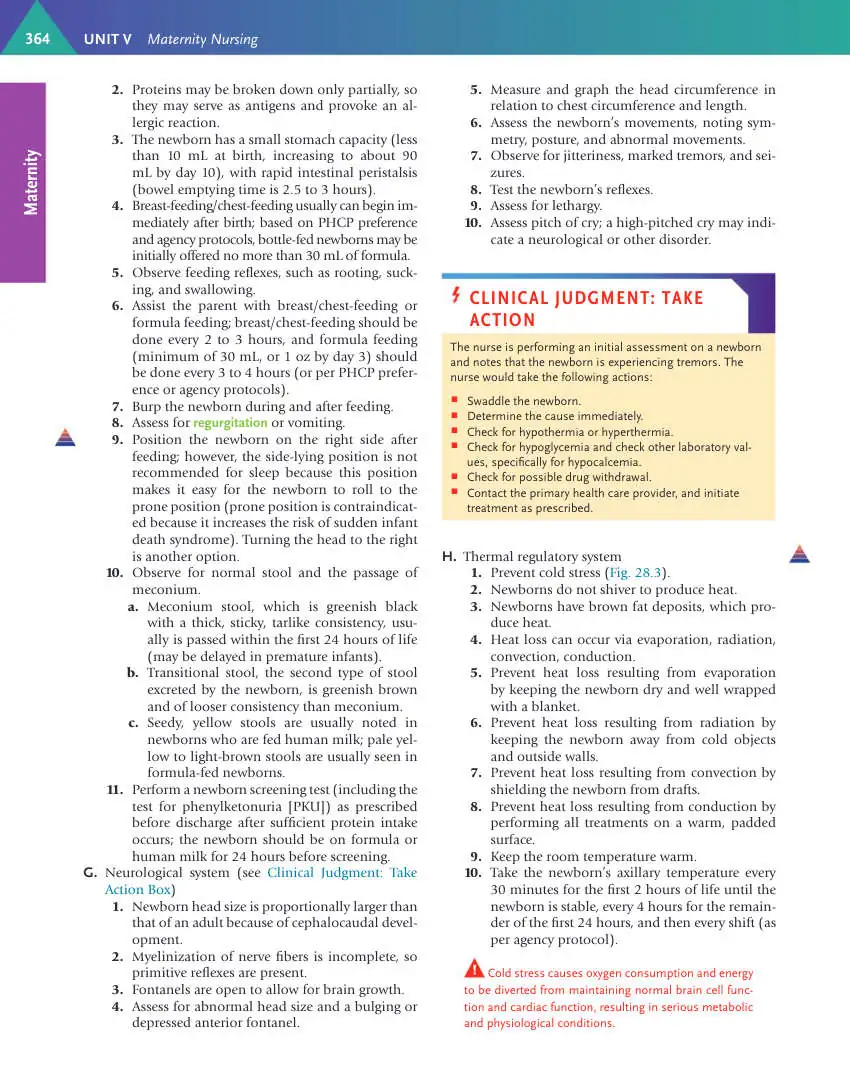 364 UNIT V Maternity Nursing
Maternity
2. Proteins may be broken down only partially, so
they may serve as antigens and provoke an al-
lergic reaction.
3. The newborn has a small stomach capacity (less
than 10 mL at birth, increasing to about 90
mL by day 10), with rapid intestinal peristalsis
(bowel emptying time is 2.5 to 3 hours).
4. Breast-feeding/chest-feeding usually can begin im-
mediately after birth; based on PHCP preference
and agency protocols, bottle-fed newborns may be
initially offered no more than 30 mL of formula.
5. Observe feeding reflexes, such as rooting, suck-
ing, and swallowing.
6. Assist the parent with breast/chest-feeding or
formula feeding; breast/chest-feeding should be
done every 2 to 3 hours, and formula feeding
(minimum of 30 mL, or 1 oz by day 3) should
be done every 3 to 4 hours (or per PHCP prefer-
ence or agency protocols).
7. Burp the newborn during and after feeding.
8. Assess for regurgitation or vomiting.
9. Position the newborn on the right side after
feeding; however, the side-lying position is not
recommended for sleep because this position
makes it easy for the newborn to roll to the
prone position (prone position is contraindicat-
ed because it increases the risk of sudden infant
death syndrome). Turning the head to the right
is another option.
10. Observe for normal stool and the passage of
meconium.
a. Meconium stool, which is greenish black
with a thick, sticky, tarlike consistency, usu-
ally is passed within the first 24 hours of life
(may be delayed in premature infants).
b. Transitional stool, the second type of stool
excreted by the newborn, is greenish brown
and of looser consistency than meconium.
c. Seedy, yellow stools are usually noted in
newborns who are fed human milk; pale yel-
low to light-brown stools are usually seen in
formula-fed newborns.
11. Perform a newborn screening test (including the
test for phenylketonuria [PKU]) as prescribed
before discharge after sufficient protein intake
occurs; the newborn should be on formula or
human milk for 24 hours before screening.
G. Neurological system (see Clinical Judgment: Take
Action Box)
1. Newborn head size is proportionally larger than
that of an adult because of cephalocaudal devel-
opment.
2. Myelinization of nerve fibers is incomplete, so
primitive reflexes are present.
3. Fontanels are open to allow for brain growth.
4. Assess for abnormal head size and a bulging or
depressed anterior fontanel.
5. Measure and graph the head circumference in
relation to chest circumference and length.
6. Assess the newborn's movements, noting sym-
metry, posture, and abnormal movements.
7. Observe for jitteriness, marked tremors, and sei-
zures.
8. Test the newborn's reflexes.
9. Assess for lethargy.
10. Assess pitch of cry; a high-pitched cry may indi-
cate a neurological or other disorder.
CLINICAL JUDGMENT: TAKE
ACTION
The nurse is performing an initial assessment on a newborn
and notes that the newborn is experiencing tremors. The
nurse would take the following actions:
■ Swaddle the newborn.
■ Determine the cause immediately.
■ Check for hypothermia or hyperthermia.
■ Check for hypoglycemia and check other laboratory val-
ues, specifically for hypocalcemia.
■ Check for possible drug withdrawal.
■ Contact the primary health care provider, and initiate
treatment as prescribed.
H. Thermal regulatory system
1. Prevent cold stress (Fig. 28.3).
2. Newborns do not shiver to produce heat.
3. Newborns have brown fat deposits, which pro-
duce heat.
4. Heat loss can occur via evaporation, radiation,
convection, conduction.
5. Prevent heat loss resulting from evaporation
by keeping the newborn dry and well wrapped
with a blanket.
6. Prevent heat loss resulting from radiation by
keeping the newborn away from cold objects
and outside walls.
7. Prevent heat loss resulting from convection by
shielding the newborn from drafts.
8. Prevent heat loss resulting from conduction by
performing all treatments on a warm, padded
surface.
9. Keep the room temperature warm.
10. Take the newborn's axillary temperature every
30 minutes for the first 2 hours of life until the
newborn is stable, every 4 hours for the remain-
der of the first 24 hours, and then every shift (as
per agency protocol).
Cold stress causes oxygen consumption and energy
to be diverted from maintaining normal brain cell func-
tion and cardiac function, resulting in serious metabolic
and physiological conditions.